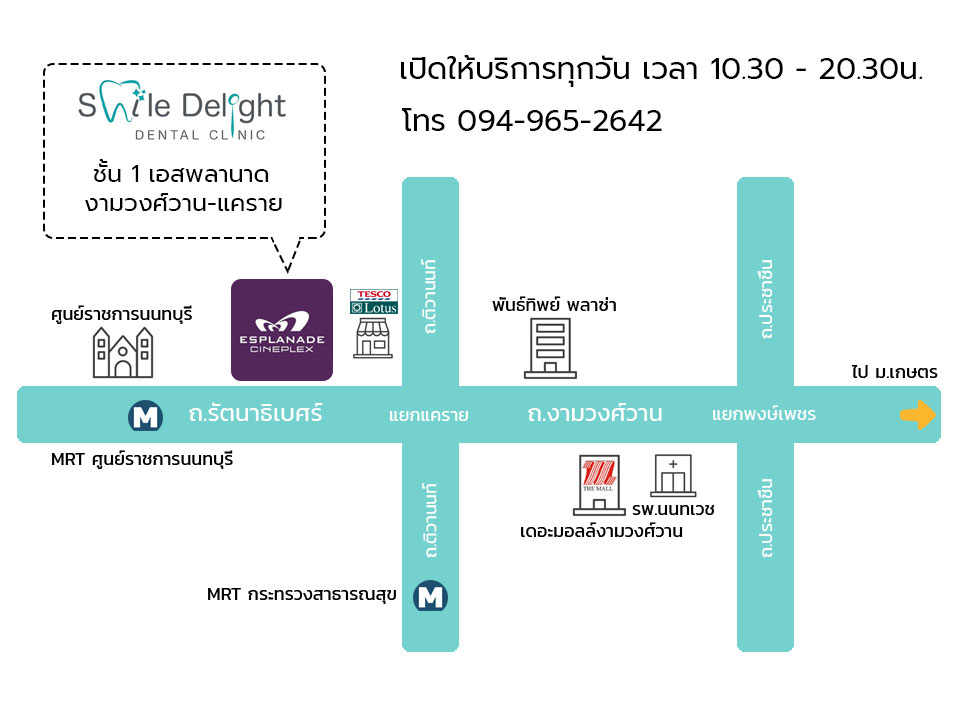 เปิดให้บริการทุกวัน เวลา 10.30 - 20.30น.
โทร 094-965-2642
Smile Delight
DENTAL CLINIC
ชั้น 1 เอสพลานาด
งามวงศ์วาน-แคราย
ถ.ติวานนท์
ถ.ประชาชื่น
TESCO
Lotus
ESPLANADE
CINEPLEX
ศูนย์ราชการนนทบุรี
พันธ์ทิพย์ พลาซ่า
ไป ม.เกษตร
M
ถ.รัตนาธิเบศร์
แยกแคราย
ถ.งามวงศ์วาน
แยกพงษ์เพชร
MRT ศูนย์ราชการนนทบุรี
THE MALL
รพ.นนทเวช
เดอะมอลล์งามวงศ์วาน
ถ.ติวานนท์
ถ.ประชาชื่น
MRT กระทรวงสาธารณสุข
M